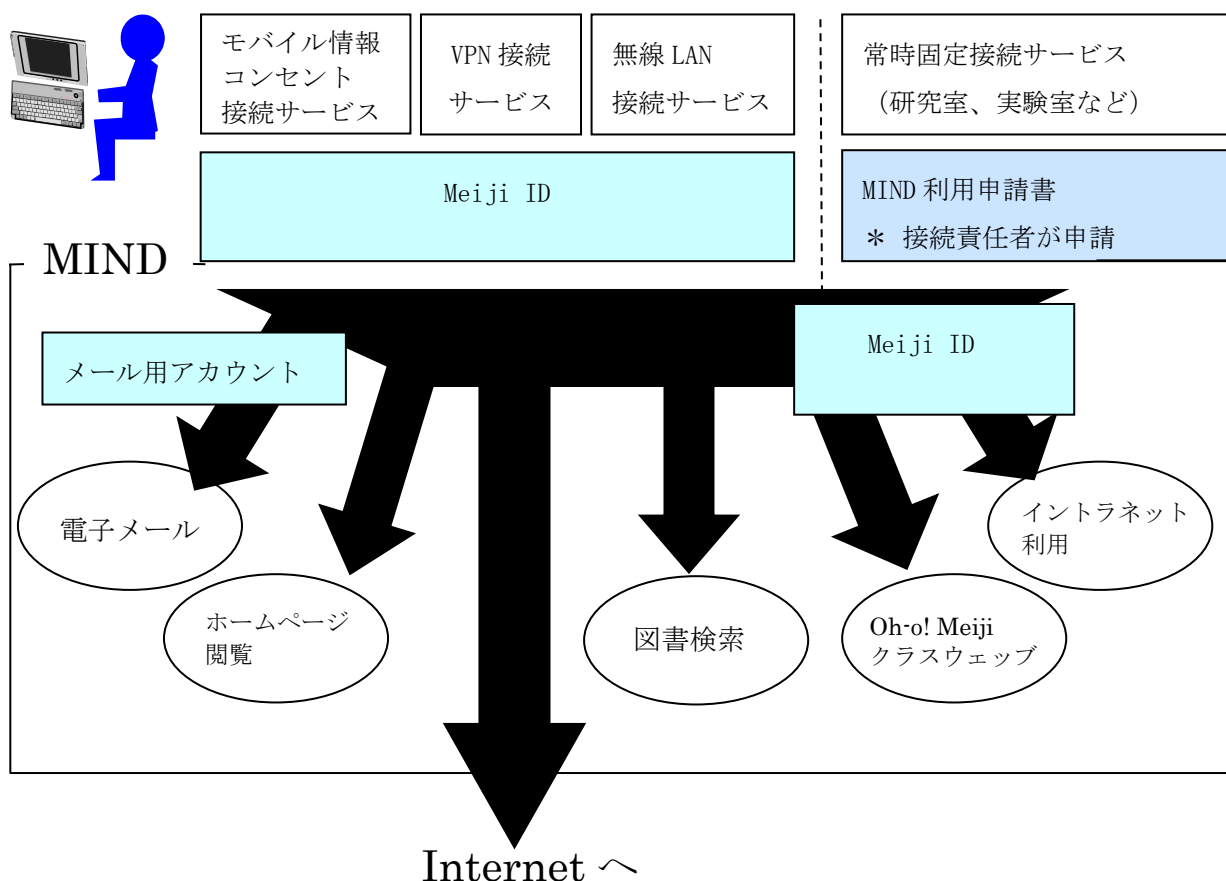 モバイル情報
コンセント
接続サービス
VPN 接続
サービス
無線 LAN
接続サービス
常時固定接続サービス
（研究室、実験室など）
Meiji ID
MIND 利用申請書
＊ 接続責任者が申請
MIND
メール用アカウント
Meiji ID
電子メール
ホームページ
閲覧
図書検索
Oh-o! Meiji
クラスウェッブ
イントラネット
利用
Internet へ